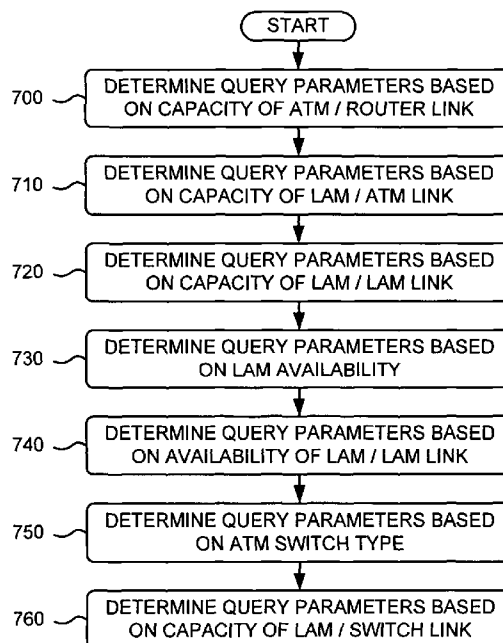 START
700
DETERMINE QUERY PARAMETERS BASED
ON CAPACITY OF ATM / ROUTER LINK
710
DETERMINE QUERY PARAMETERS BASED
ON CAPACITY OF LAM / ATM LINK
720
DETERMINE QUERY PARAMETERS BASED
ON CAPACITY OF LAM / LAM LINK
730
DETERMINE QUERY PARAMETERS BASED
ON LAM AVAILABILITY
740
DETERMINE QUERY PARAMETERS BASED
ON AVAILABILITY OF LAM / LAM LINK
750
DETERMINE QUERY PARAMETERS BASED
ON ATM SWITCH TYPE
760
DETERMINE QUERY PARAMETERS BASED
ON CAPACITY OF LAM / SWITCH LINK